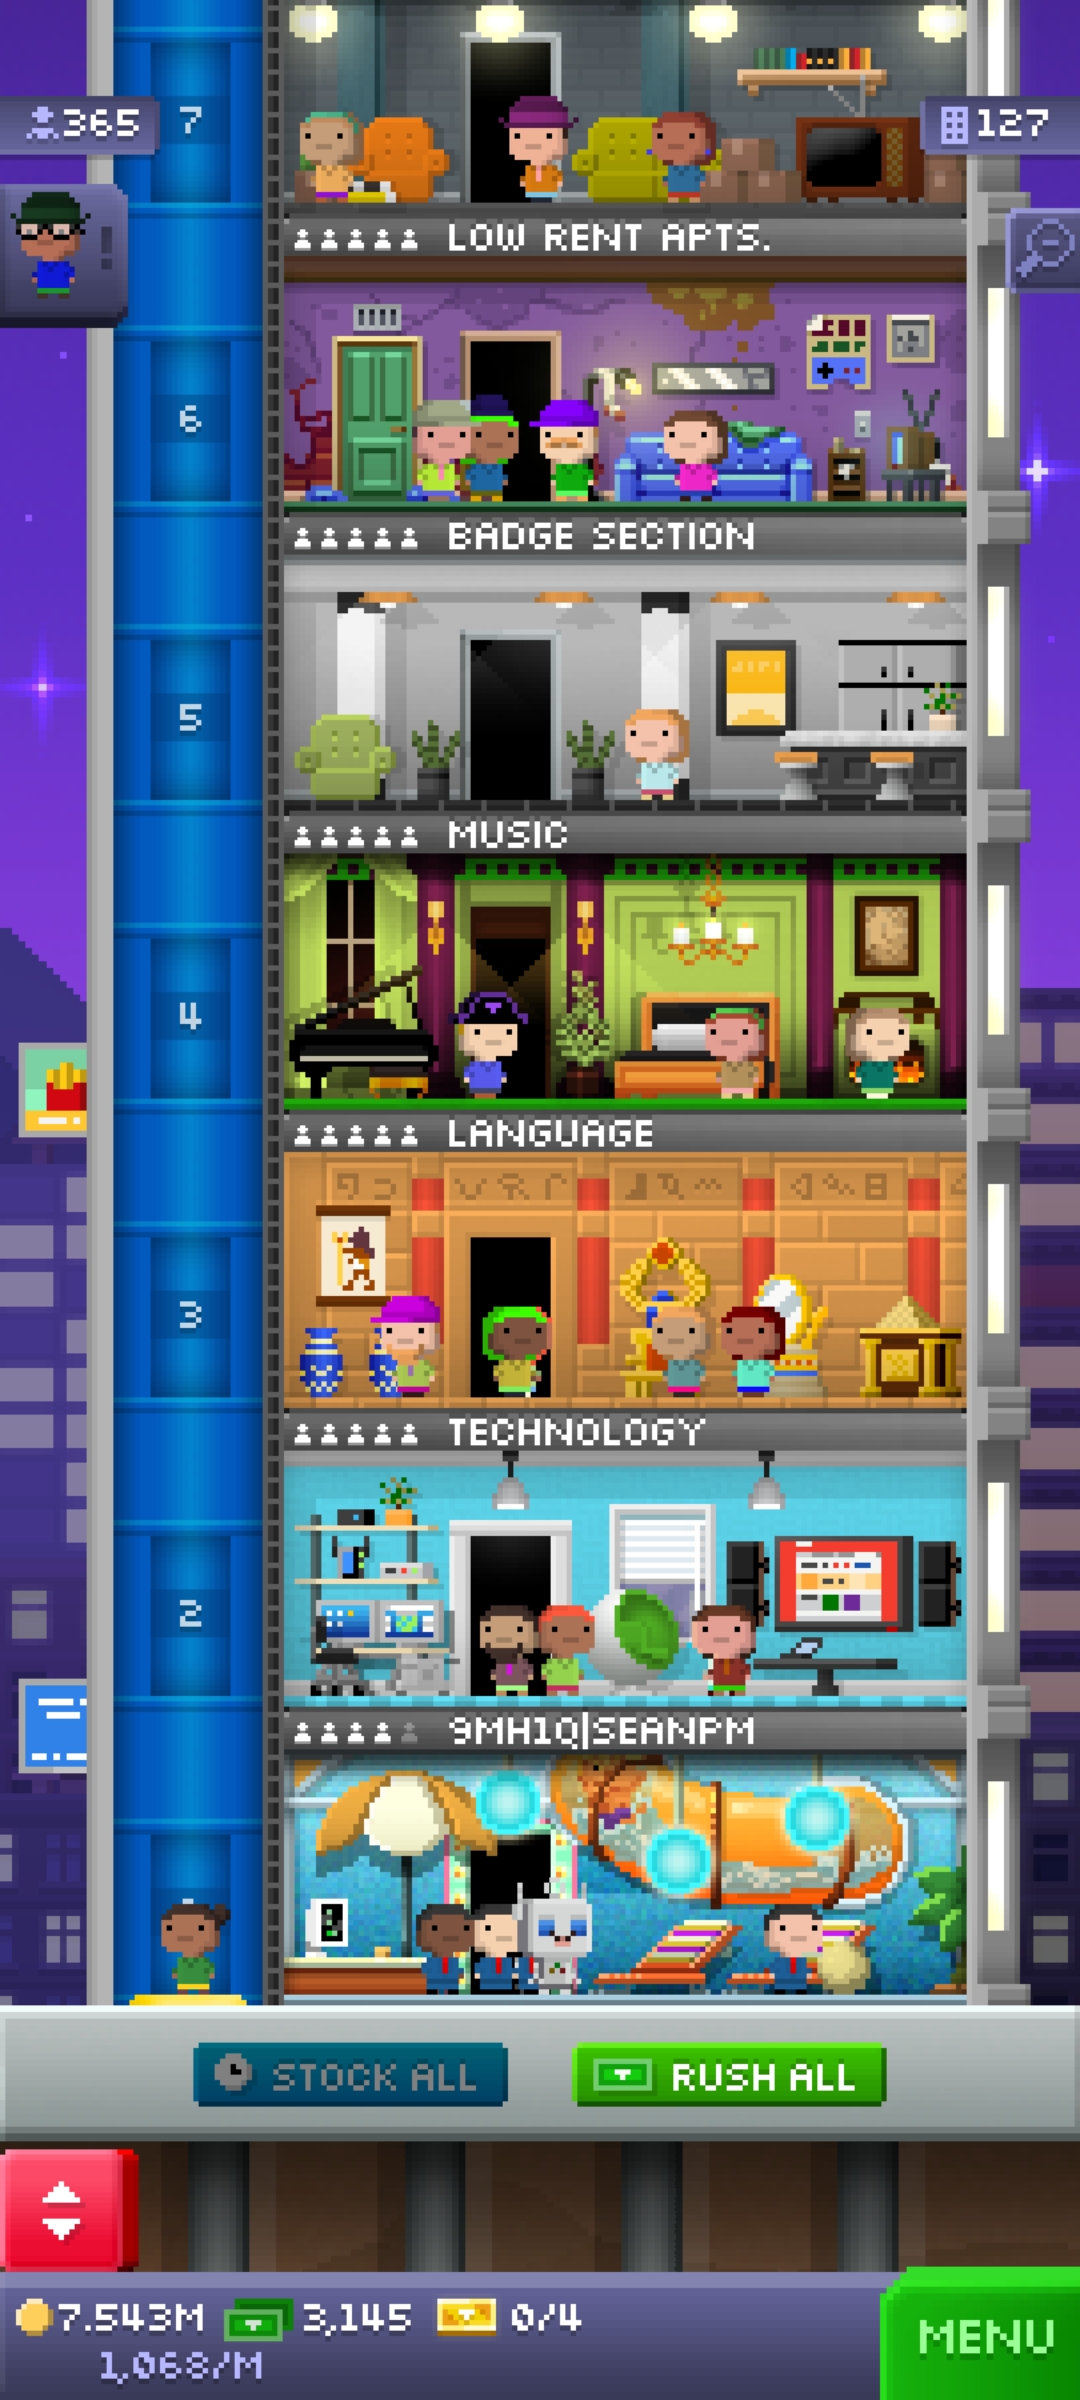 365
7
127
LOW RENT APTS.
6
BADGE SECTION
5
MUSIC
4
LANGUAGE
3
TECHNOLOGY
2
9MH1Q|SEANPM
STOCK ALL
RUSH ALL
7.543M
3,145
0/4
1,068/M
MENU